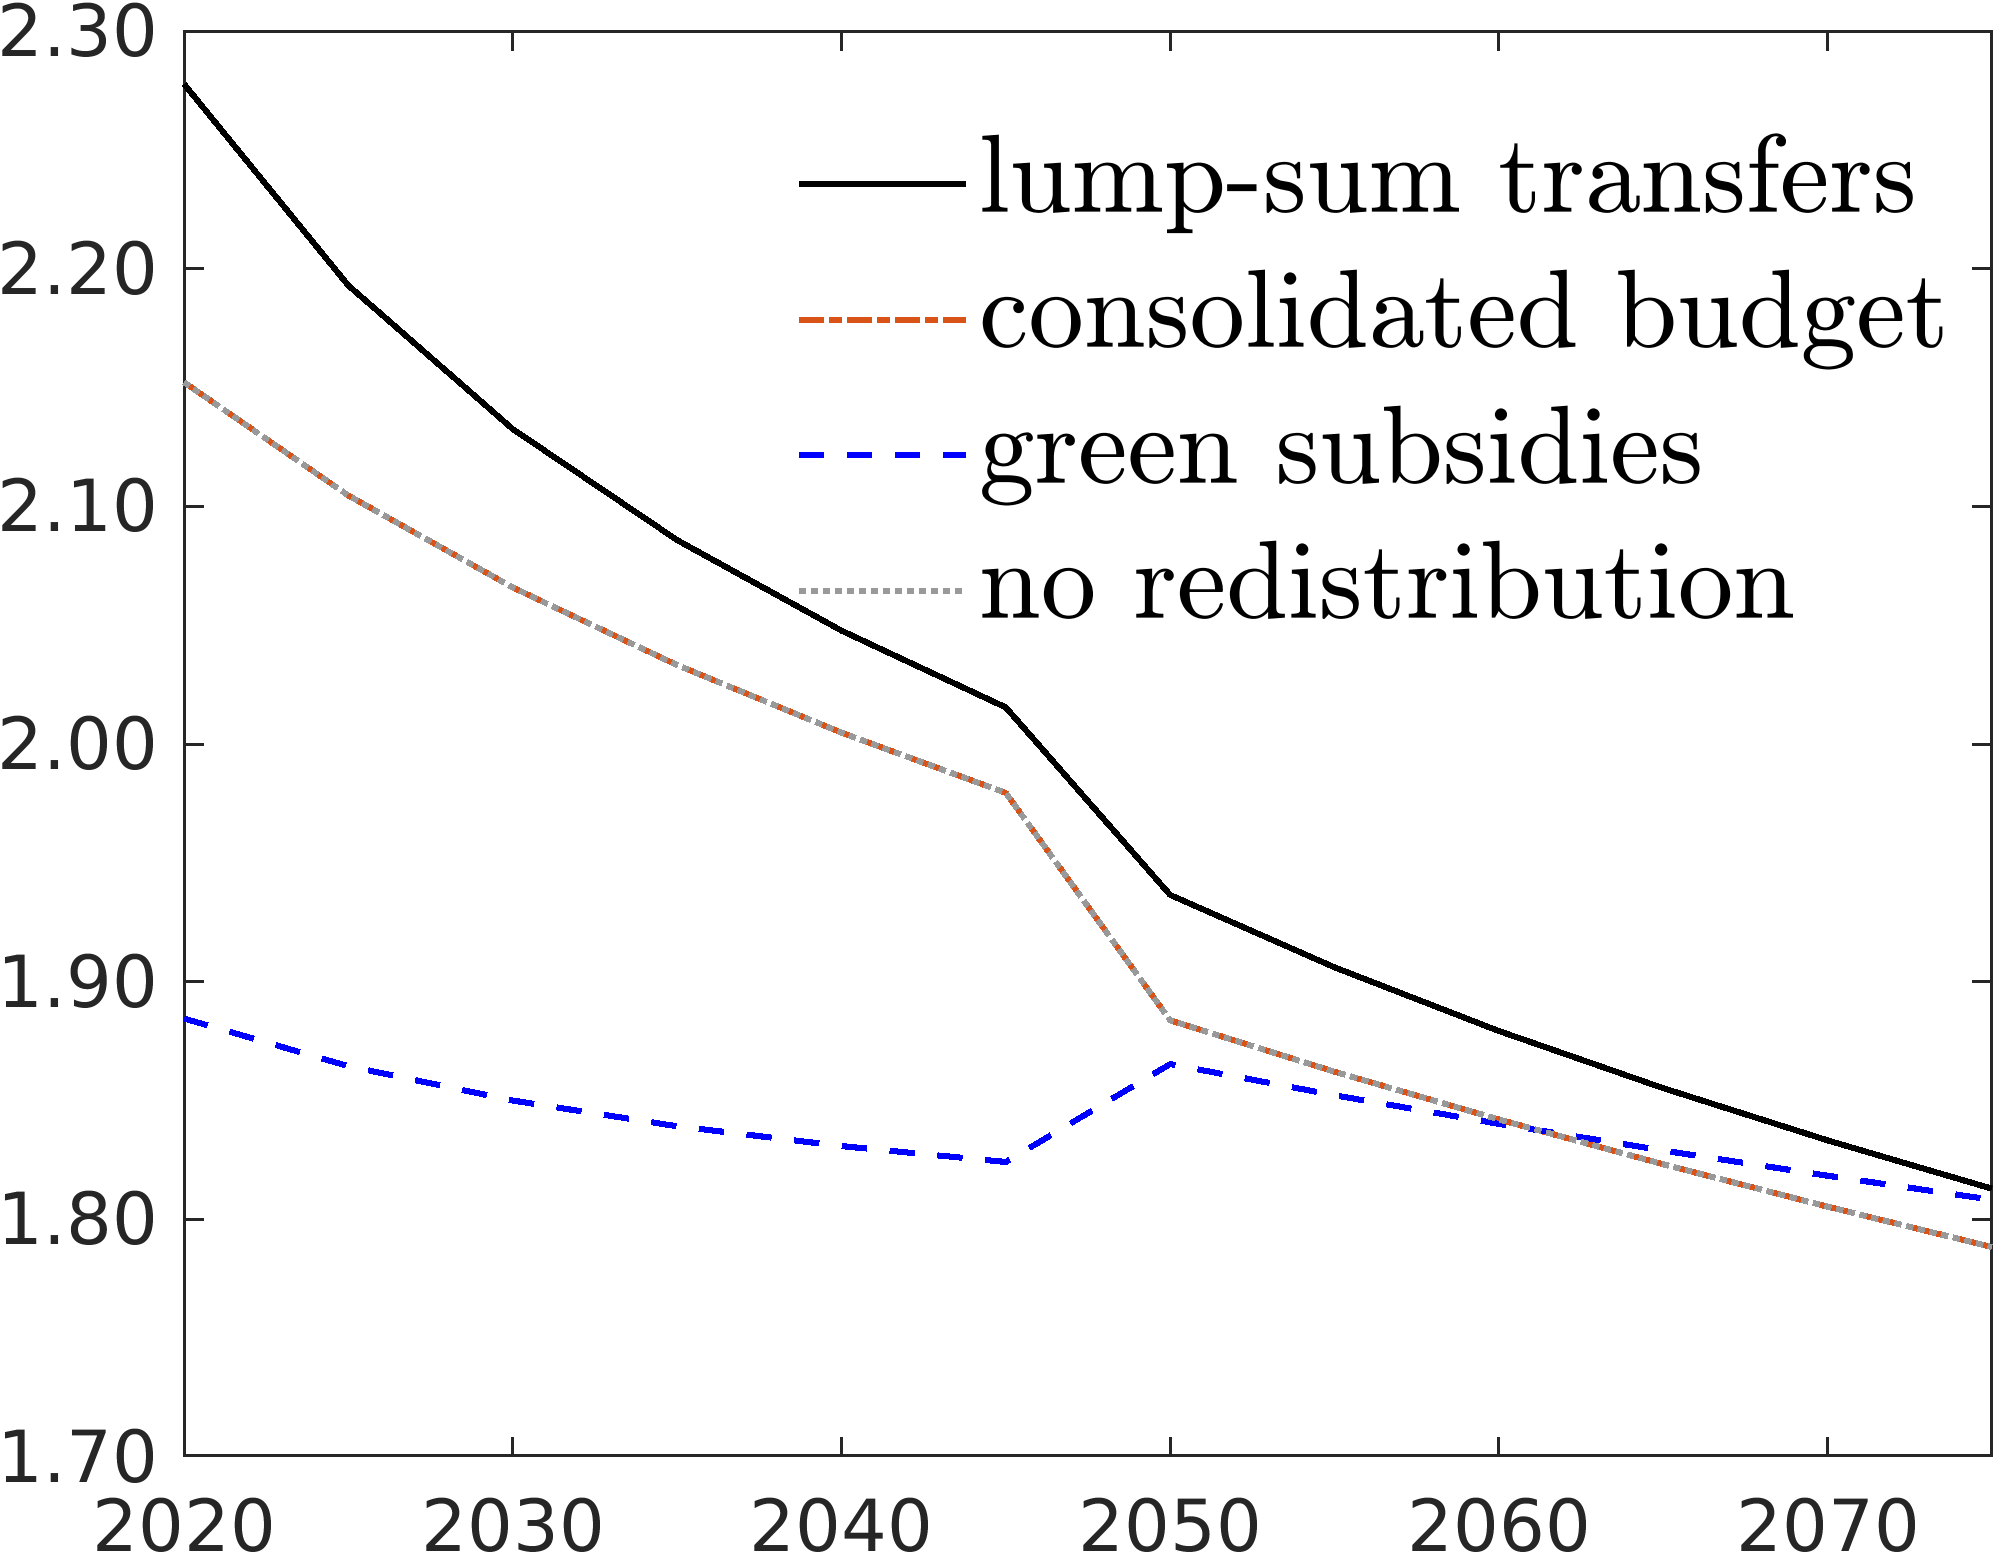 2.30
2.20
2.10
2.00
1.90
1.80
1.70
2020 2030 2040 2050 2060 2070
lump-sum transfers
consolidated budget
green subsidies
no redistribution